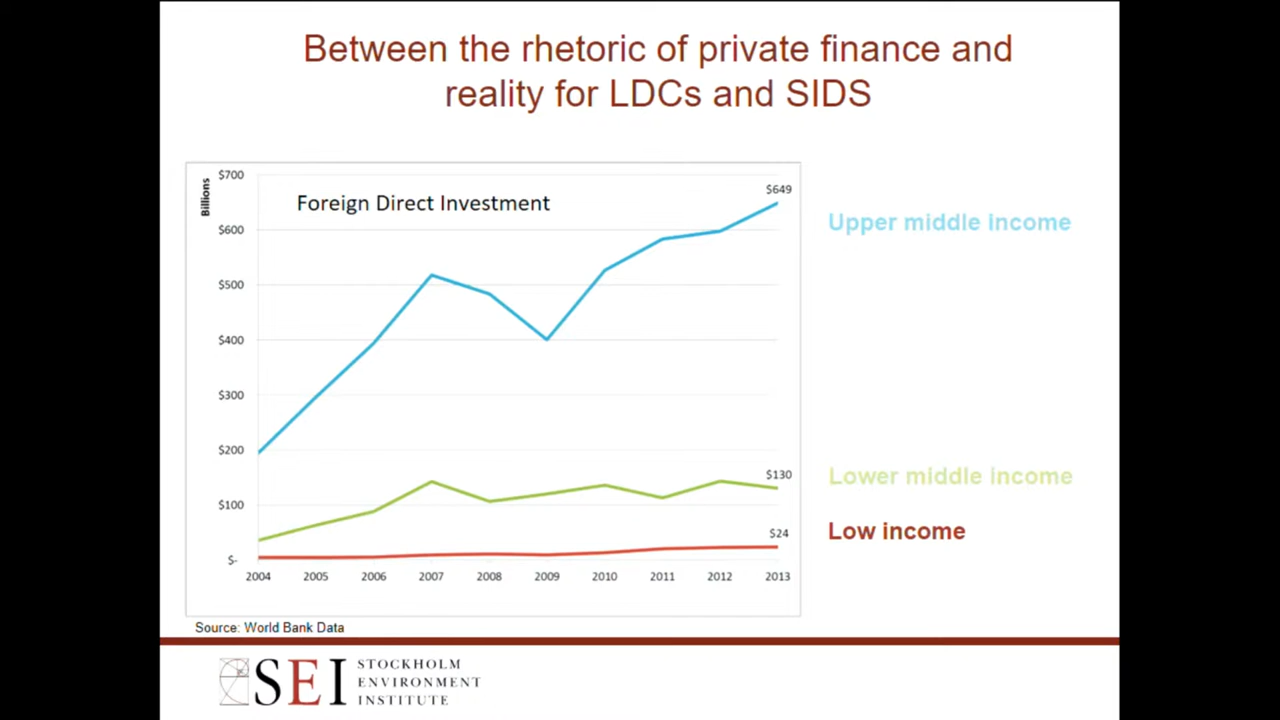 Between the rhetoric of private finance and
reality for LDCs and SIDS
Billions
$700
$600
$500
$400
$300
$200
$100
$-
Foreign Direct Investment
$649
$130
$24
2004 2005 2006 2007 2008 2009 2010 2011 2012 2013
Upper middle income
Lower middle income
Low income
Source: World Bank Data
SEI
STOCKHOLM
ENVIRONMENT
INSTITUTE